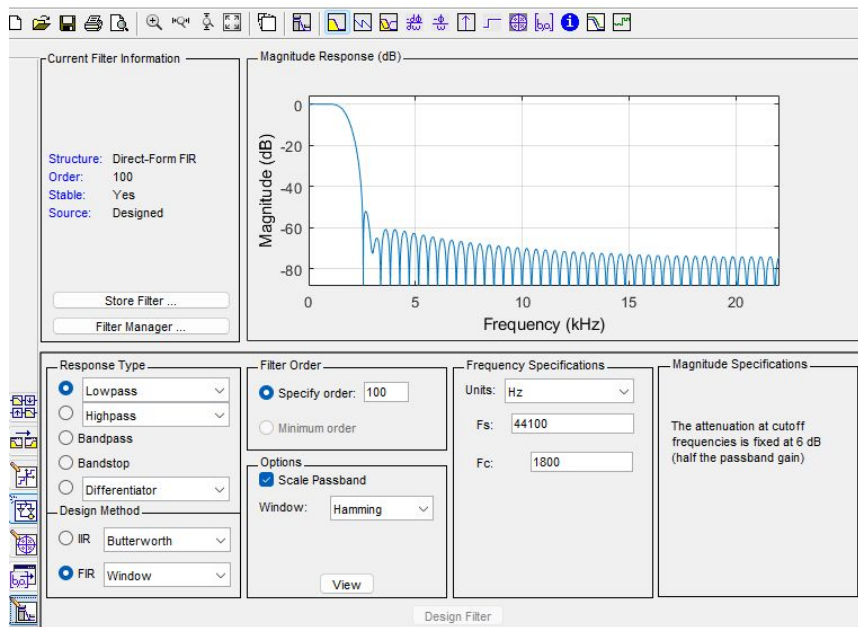 Current Filter Information
Structure: Direct-Form FIR
Order: 100
Stable: Yes
Source: Designed
Store Filter ...
Filter Manager ...
Magnitude Response (dB)
Magnitude (dB)
0
-20
-40
-60
-80
0 5 10 15 20
Frequency (kHz)
Response Type
Lowpass
Highpass
Bandpass
Bandstop
Differentiator
Design Method
IIR Butterworth
FIR Window
Filter Order
Specify order: 100
Minimum order
Options
Scale Passband
Window: Hamming
View
Frequency Specifications
Units: Hz
Fs: 44100
Fc: 1800
Magnitude Specifications
The attenuation at cutoff
frequencies is fixed at 6 dB
(half the passband gain)
Design Filter